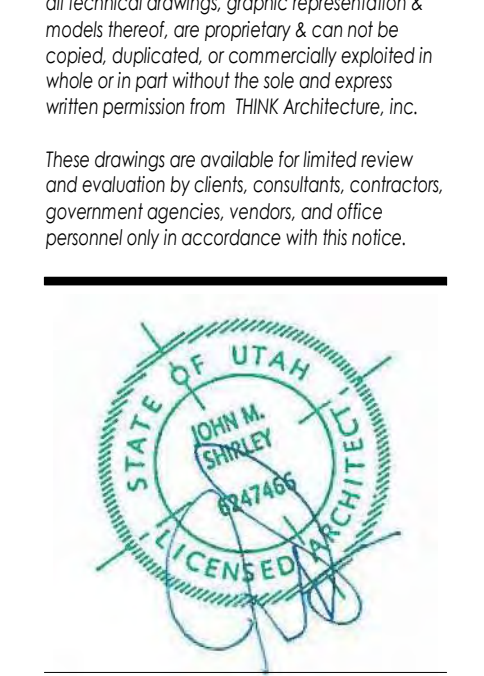 all technical drawings, graphic representation &
models thereof, are proprietary & can not be
copied, duplicated, or commercially exploited in
whole or in part without the sole and express
written permission from THINK Architecture, inc.
These drawings are available for limited review
and evaluation by clients, consultants, contractors,
government agencies, vendors, and office
personnel only in accordance with this notice.
STATE OF UTAH
JOHN M.
SHIRLEY
6247466
LICENSED ARCHITECT